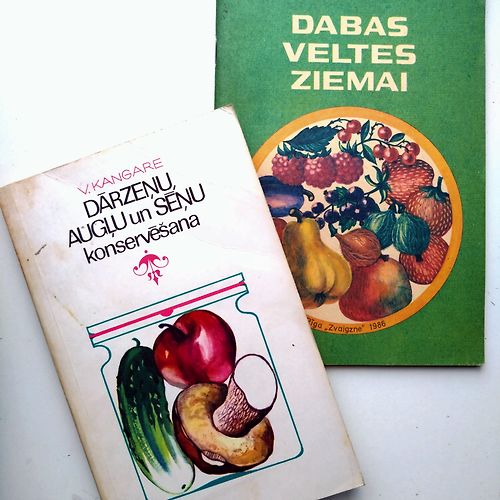 DABAS
VELTES
ZIEMAI
Rīga „Zvaigzne" 1986
V. KANGARE
DĀRZEŅU,
AUGĻU un SĒŅU
konservēšana